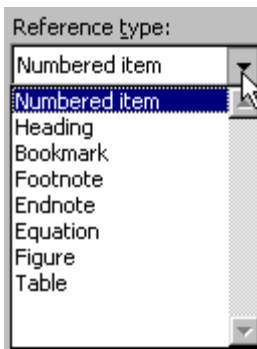 Reference type:
Numbered item
Numbered item
Heading
Bookmark
Footnote
Endnote
Equation
Figure
Table